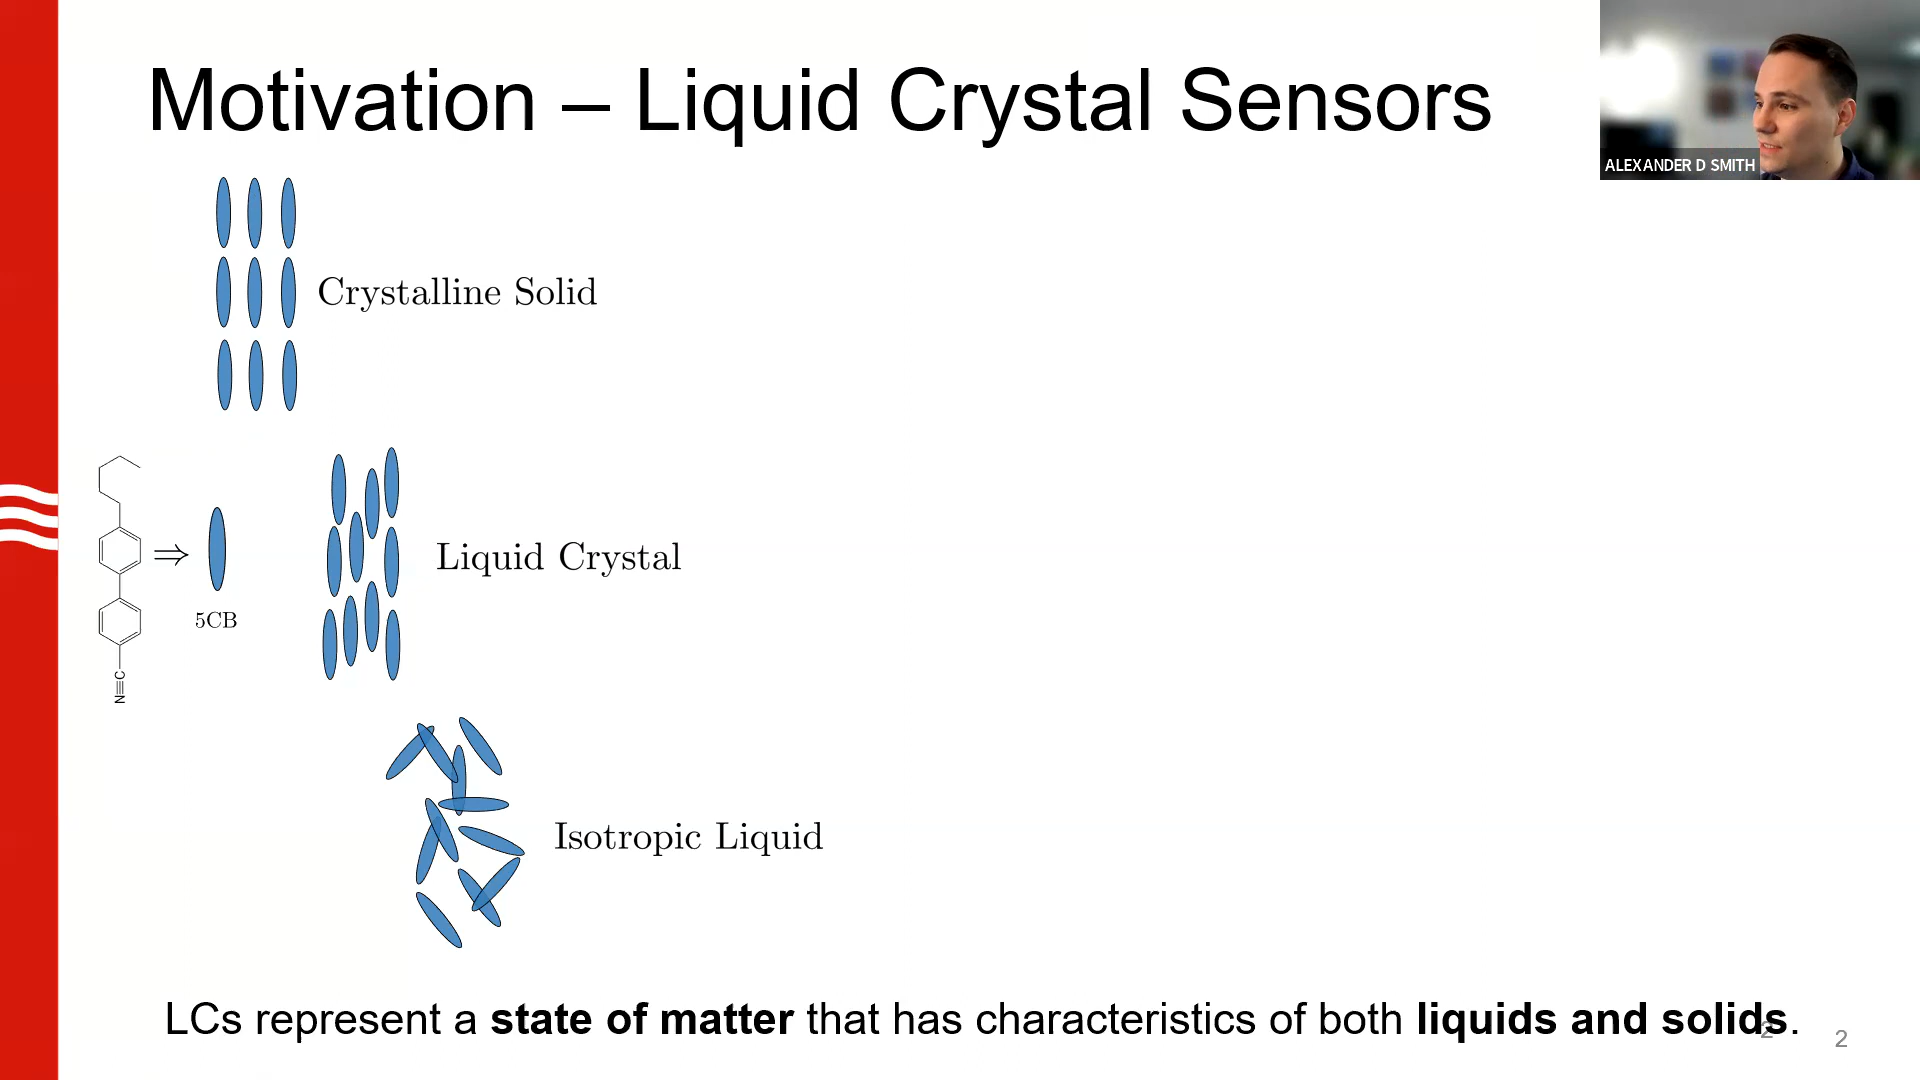 Motivation – Liquid Crystal Sensors
ALEXANDER D SMITH
Crystalline Solid
N≡C
⇒
5CB
Liquid Crystal
Isotropic Liquid
LCs represent a state of matter that has characteristics of both liquids and solids.
2
2